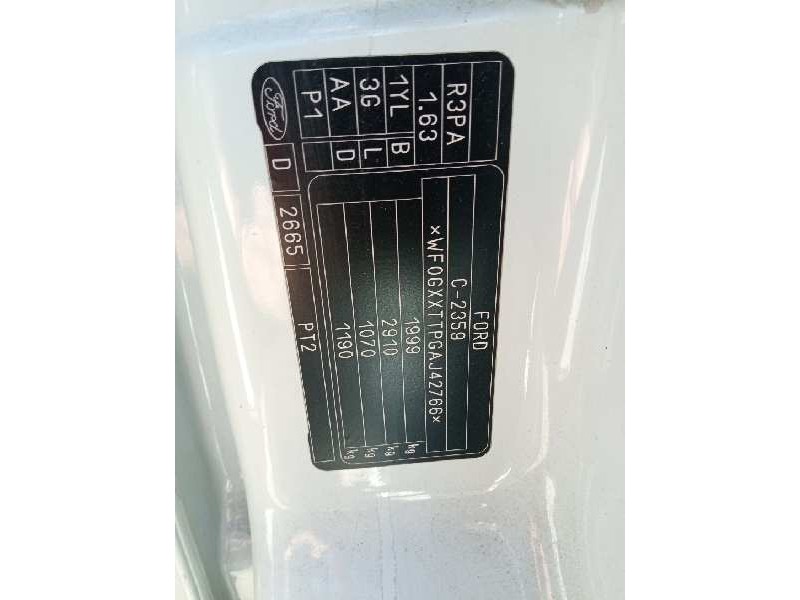 FORD
C-2359
*WF0GXXTTPGAJ42766*
1999 kg
2910 kg
1070 kg
1190 kg
R3PA
1.63
1YL B
3G L
AA D
P1
Ford D 2665 PT2